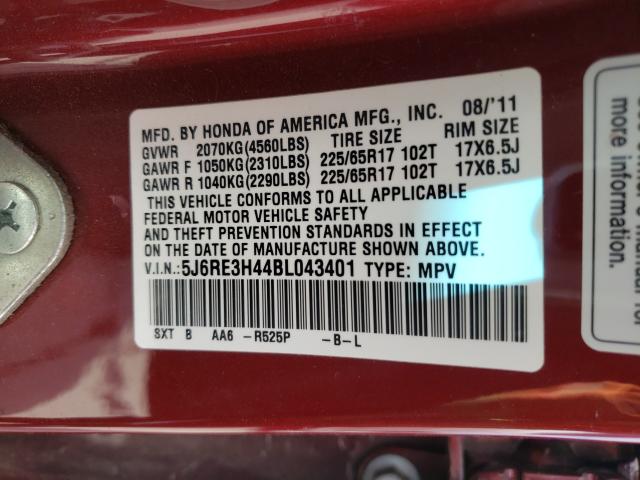 MFD. BY HONDA OF AMERICA MFG., INC. 08/'11
GVWR 2070KG(4560LBS) TIRE SIZE RIM SIZE
GAWR F 1050KG(2310LBS) 225/65R17 102T 17X6.5J
GAWR R 1040KG(2290LBS) 225/65R17 102T 17X6.5J
THIS VEHICLE CONFORMS TO ALL APPLICABLE
FEDERAL MOTOR VEHICLE SAFETY
AND THEFT PREVENTION STANDARDS IN EFFECT
ON THE DATE OF MANUFACTURE SHOWN ABOVE.
V.I.N.: 5J6RE3H44BL043401 TYPE: MPV
SXT B AA6 -R525P -B-L
more.